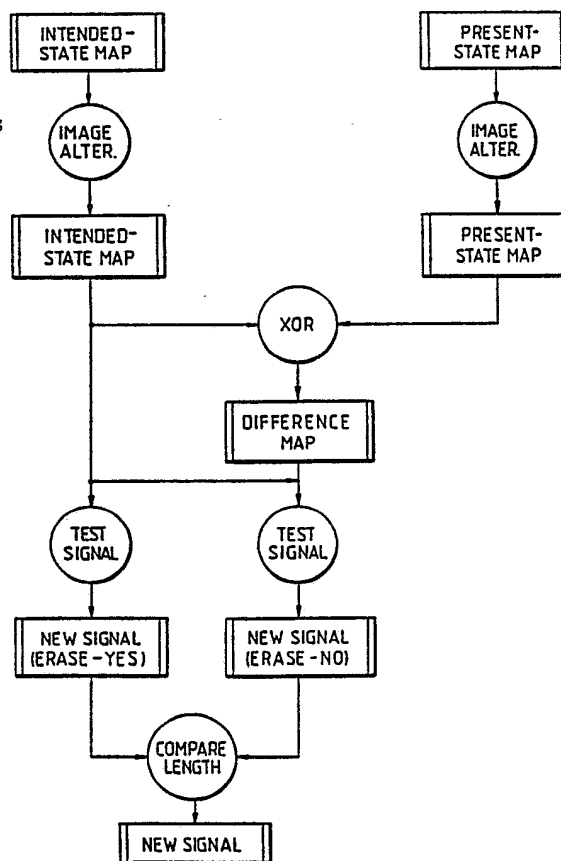 INTENDED-
STATE MAP
PRESENT-
STATE MAP
IMAGE
ALTER.
IMAGE
ALTER.
INTENDED-
STATE MAP
PRESENT-
STATE MAP
XOR
DIFFERENCE
MAP
TEST
SIGNAL
TEST
SIGNAL
NEW SIGNAL
(ERASE-YES)
NEW SIGNAL
(ERASE-NO)
COMPARE
LENGTH
NEW SIGNAL